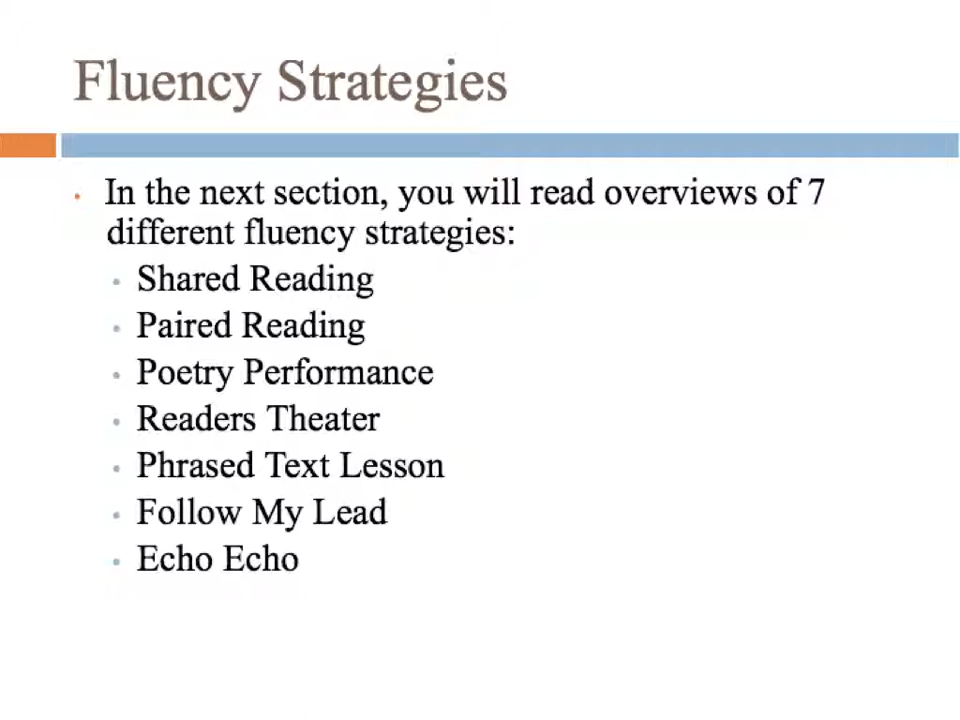 Fluency Strategies
• In the next section, you will read overviews of 7
different fluency strategies:
• Shared Reading
• Paired Reading
• Poetry Performance
• Readers Theater
• Phrased Text Lesson
• Follow My Lead
• Echo Echo